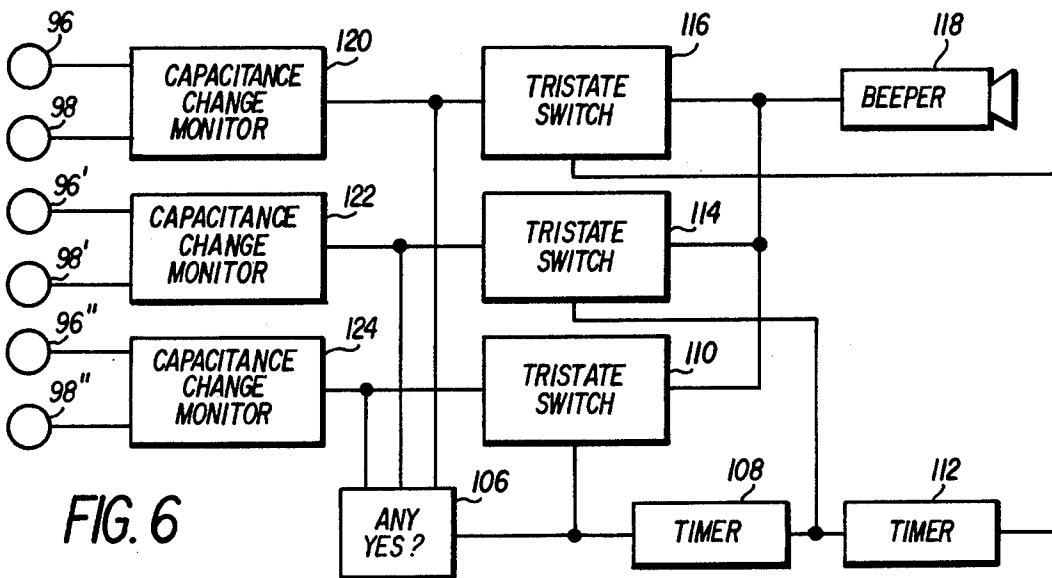 96
98
96'
98'
96"
98"
120
CAPACITANCE
CHANGE
MONITOR
122
CAPACITANCE
CHANGE
MONITOR
124
CAPACITANCE
CHANGE
MONITOR
116
TRISTATE
SWITCH
114
TRISTATE
SWITCH
110
TRISTATE
SWITCH
118
BEEPER
106
ANY
YES?
108
TIMER
112
TIMER
FIG. 6